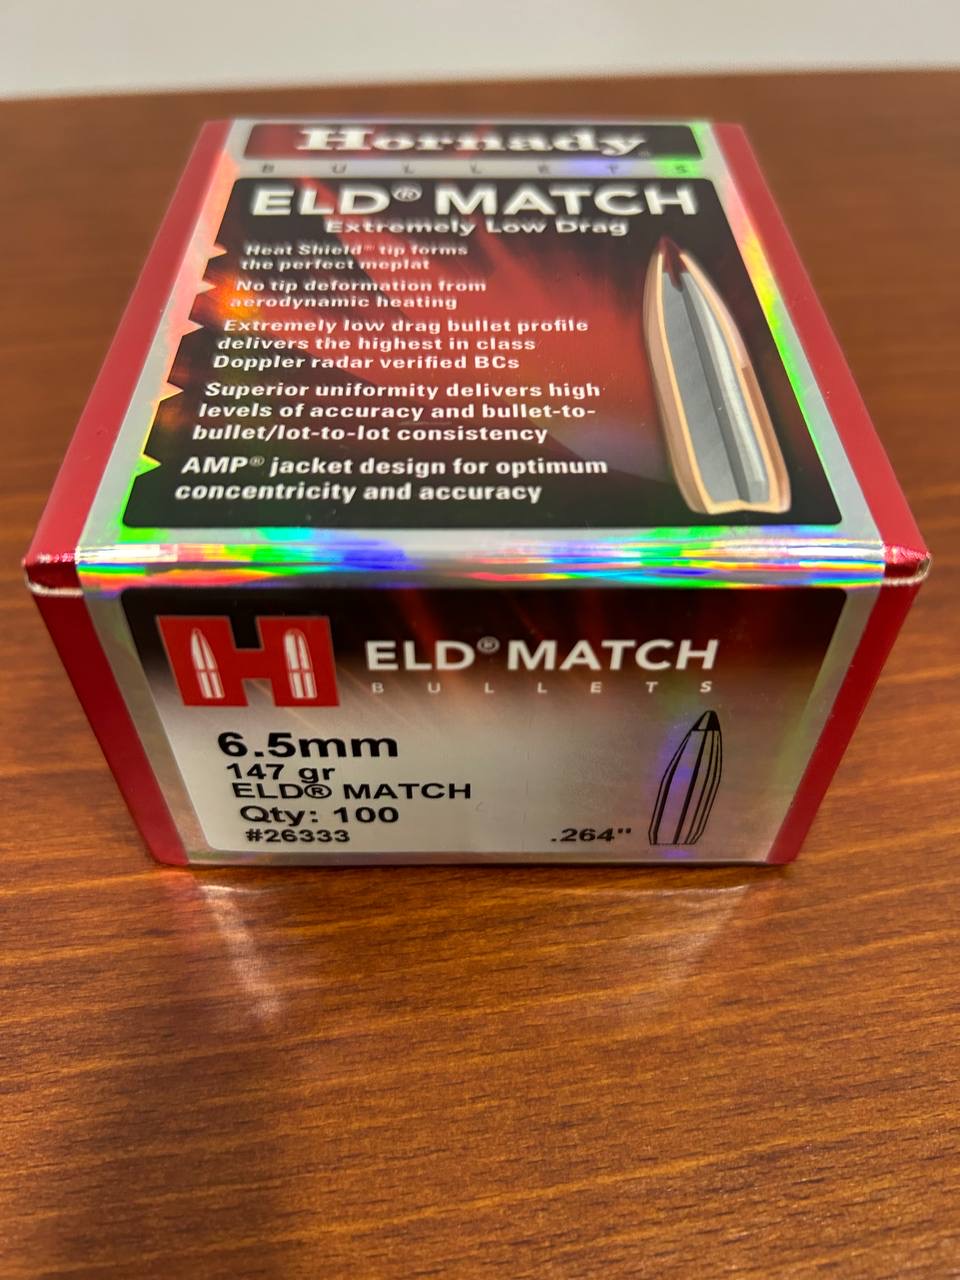 Hornady
BULLETS
ELD® MATCH
Extremely Low Drag
Heat Shield® tip forms
the perfect meplat
No tip deformation from
aerodynamic heating
Extremely low drag bullet profile
delivers the highest in class
Doppler radar verified BCs
Superior uniformity delivers high
levels of accuracy and bullet-to-
bullet/lot-to-lot consistency
AMP® jacket design for optimum
concentricity and accuracy
H
ELD® MATCH
BULLETS
6.5mm
147 gr
ELD® MATCH
Qty: 100
#26333
.264"